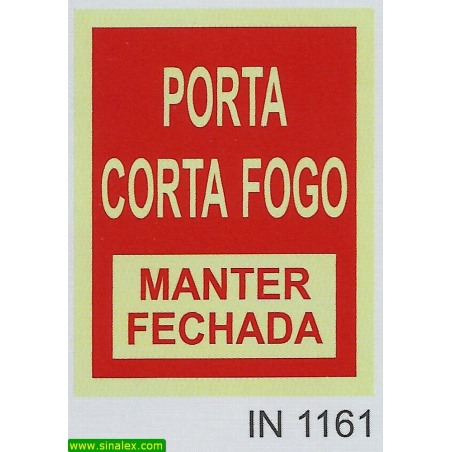 PORTA
CORTA FOGO
MANTER
FECHADA
IN 1161
www.sinalex.com